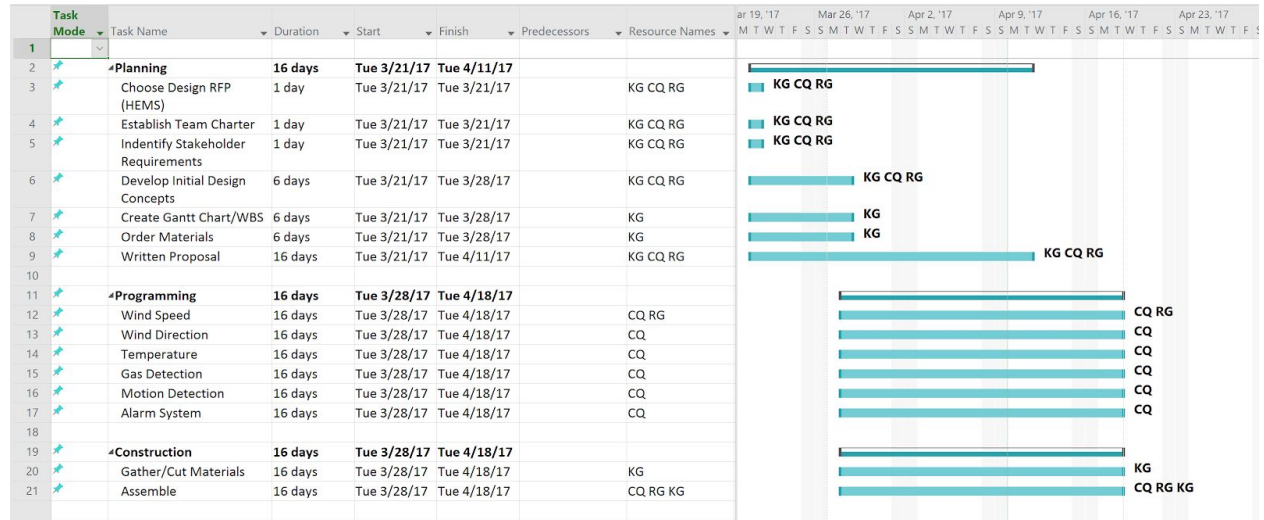 Task ar 19, '17 Mar 26, '17 Apr 2, '17 Apr 9, '17 Apr 16, '17 Apr 23, '17
Mode Task Name Duration Start Finish Predecessors Resource Names M T W T F S S M T W T F S S M T W T F S S M T W T F S S M T W T F S S M T W T F S
1
2 Planning 16 days Tue 3/21/17 Tue 4/11/17
3 Choose Design RFP 1 day Tue 3/21/17 Tue 3/21/17 KG CQ RG KG CQ RG
(HEMS)
4 Establish Team Charter 1 day Tue 3/21/17 Tue 3/21/17 KG CQ RG KG CQ RG
5 Indentify Stakeholder 1 day Tue 3/21/17 Tue 3/21/17 KG CQ RG KG CQ RG
Requirements
6 Develop Initial Design 6 days Tue 3/21/17 Tue 3/28/17 KG CQ RG KG CQ RG
Concepts
7 Create Gantt Chart/WBS 6 days Tue 3/21/17 Tue 3/28/17 KG KG
8 Order Materials 6 days Tue 3/21/17 Tue 3/28/17 KG KG
9 Written Proposal 16 days Tue 3/21/17 Tue 4/11/17 KG CQ RG KG CQ RG
10
11 Programming 16 days Tue 3/28/17 Tue 4/18/17
12 Wind Speed 16 days Tue 3/28/17 Tue 4/18/17 CQ RG CQ RG
13 Wind Direction 16 days Tue 3/28/17 Tue 4/18/17 CQ CQ
14 Temperature 16 days Tue 3/28/17 Tue 4/18/17 CQ CQ
15 Gas Detection 16 days Tue 3/28/17 Tue 4/18/17 CQ CQ
16 Motion Detection 16 days Tue 3/28/17 Tue 4/18/17 CQ CQ
17 Alarm System 16 days Tue 3/28/17 Tue 4/18/17 CQ CQ
18
19 Construction 16 days Tue 3/28/17 Tue 4/18/17
20 Gather/Cut Materials 16 days Tue 3/28/17 Tue 4/18/17 KG KG
21 Assemble 16 days Tue 3/28/17 Tue 4/18/17 CQ RG KG CQ RG KG